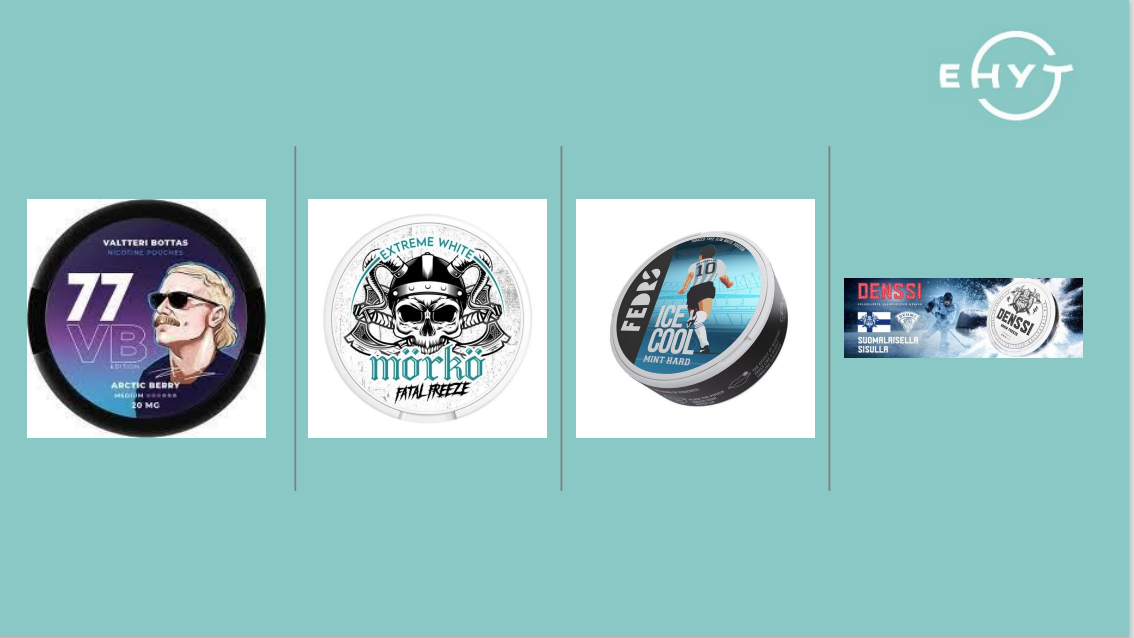 EHYT
VALTTERI BOTTAS
NICOTINE POUCHES
77
VB
EDITION
ARCTIC BERRY
MEDIUM
20 MG
EXTREME WHITE
mörkö
FATAL FREEZE
10
FEDRS
ICE
COOL
MINT HARD
DENSSI
SUOMALAISELLA
SISULLA
DENSSI